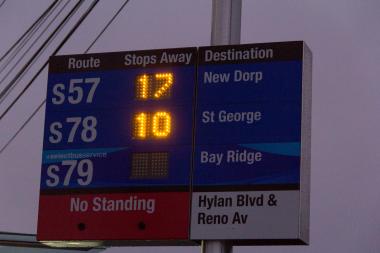 Route Stops Away Destination
S57 17 New Dorp
S78 10 St George
+selectbusservice
S79 Bay Ridge
No Standing
Hylan Blvd &
Reno Av